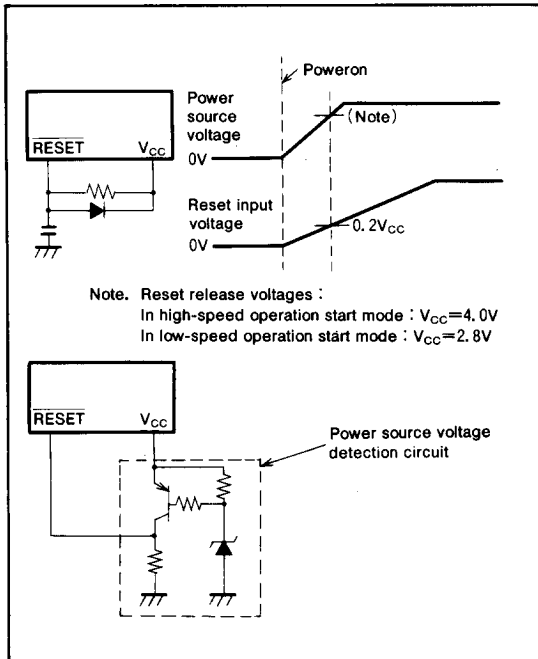 Poweron
Power
source
voltage
(Note)
0V
RESET VCC
Reset input
voltage
0.2VCC
0V
Note. Reset release voltages :
In high-speed operation start mode : VCC=4.0V
In low-speed operation start mode : VCC=2.8V
RESET VCC
Power source voltage
detection circuit